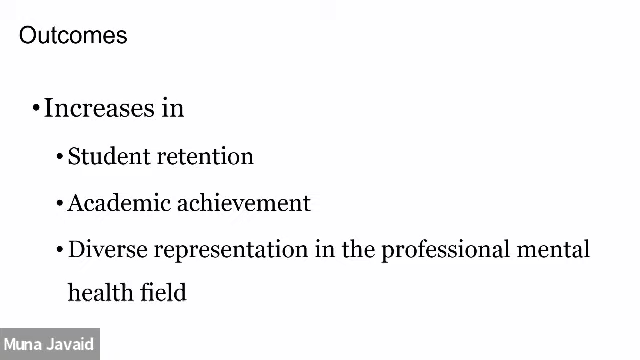 Outcomes
•Increases in
•Student retention
•Academic achievement
•Diverse representation in the professional mental
health field
Muna Javaid